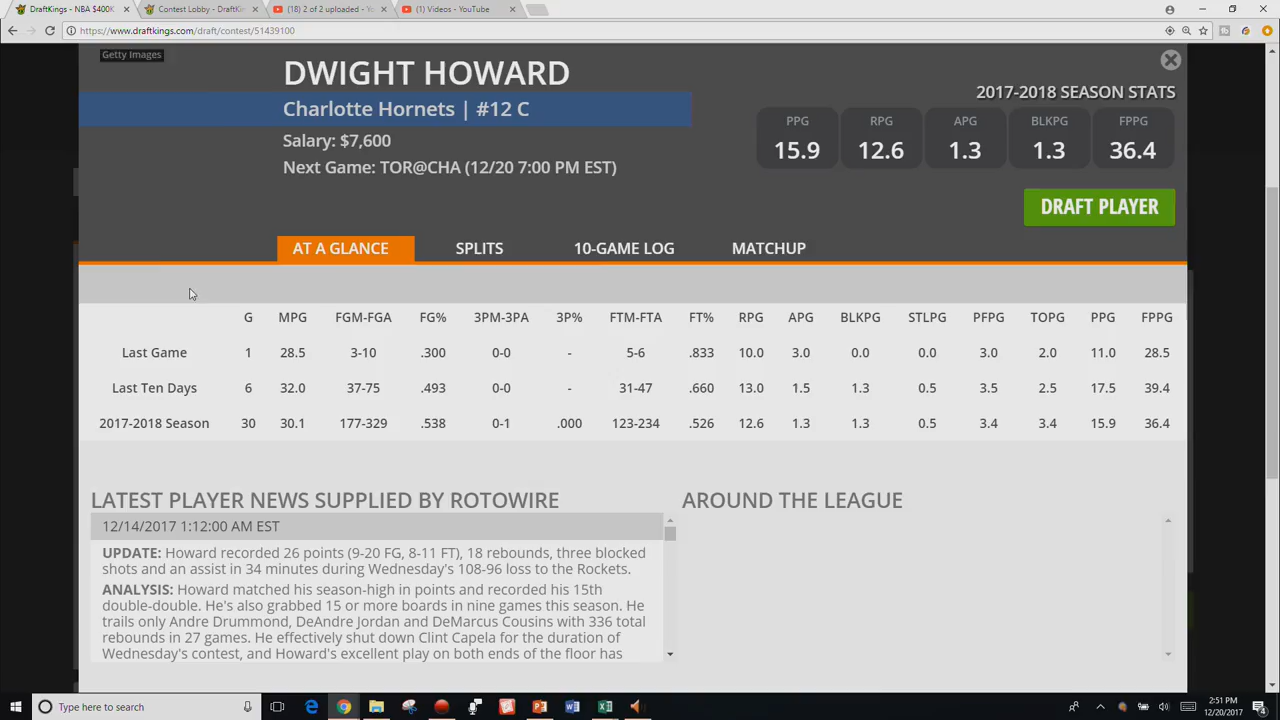 DraftKings - NBA $400K
Contest Lobby - DraftKi
(18) 2 of 2 uploaded - Yo
(1) Videos - YouTube
https://www.draftkings.com/draft/contest/51439100
Getty Images
DWIGHT HOWARD
Charlotte Hornets | #12 C
Salary: $7,600
Next Game: TOR@CHA (12/20 7:00 PM EST)
2017-2018 SEASON STATS
PPG RPG APG BLKPG FPPG
15.9 12.6 1.3 1.3 36.4
DRAFT PLAYER
AT A GLANCE SPLITS 10-GAME LOG MATCHUP
G MPG FGM-FGA FG% 3PM-3PA 3P% FTM-FTA FT% RPG APG BLKPG STLPG PFPG TOPG PPG FPPG
Last Game 1 28.5 3-10 .300 0-0 - 5-6 .833 10.0 3.0 0.0 0.0 3.0 2.0 11.0 28.5
Last Ten Days 6 32.0 37-75 .493 0-0 - 31-47 .660 13.0 1.5 1.3 0.5 3.5 2.5 17.5 39.4
2017-2018 Season 30 30.1 177-329 .538 0-1 .000 123-234 .526 12.6 1.3 1.3 0.5 3.4 3.4 15.9 36.4
LATEST PLAYER NEWS SUPPLIED BY ROTOWIRE
12/14/2017 1:12:00 AM EST
UPDATE: Howard recorded 26 points (9-20 FG, 8-11 FT), 18 rebounds, three blocked
shots and an assist in 34 minutes during Wednesday's 108-96 loss to the Rockets.
ANALYSIS: Howard matched his season-high in points and recorded his 15th
double-double. He's also grabbed 15 or more boards in nine games this season. He
trails only Andre Drummond, DeAndre Jordan and DeMarcus Cousins with 336 total
rebounds in 27 games. He effectively shut down Clint Capela for the duration of
Wednesday's contest, and Howard's excellent play on both ends of the floor has
AROUND THE LEAGUE
Type here to search
2:51 PM
12/20/2017
4